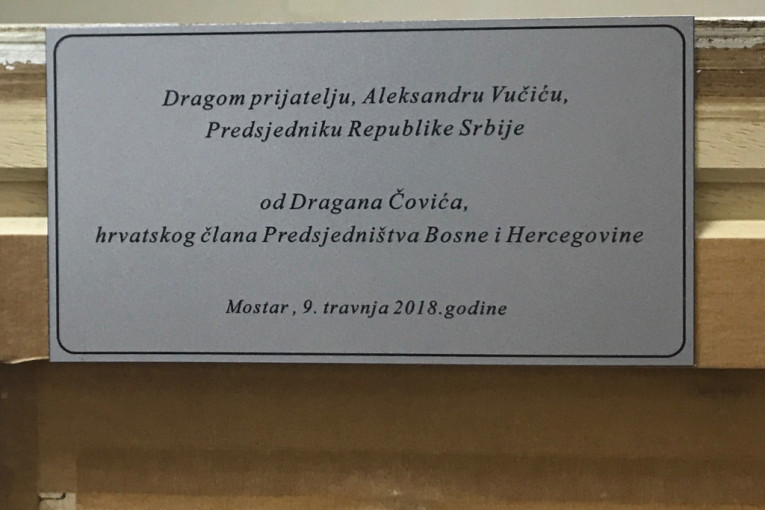 Dragom prijatelju, Aleksandru Vučiću,
Predsjedniku Republike Srbije
od Dragana Čovića,
hrvatskog člana Predsjedništva Bosne i Hercegovine
Mostar , 9. travnja 2018.godine